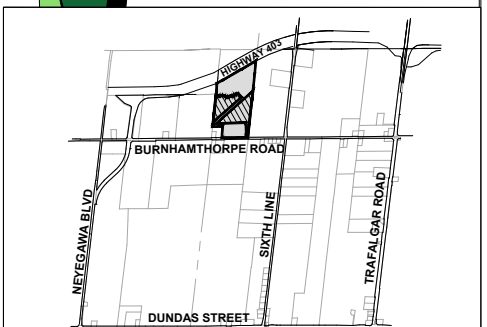 HIGHWAY 403
BURNHAMTHORPE ROAD
NEYEGAWA BLVD
SIXTH LINE
TRAFALGAR ROAD
DUNDAS STREET